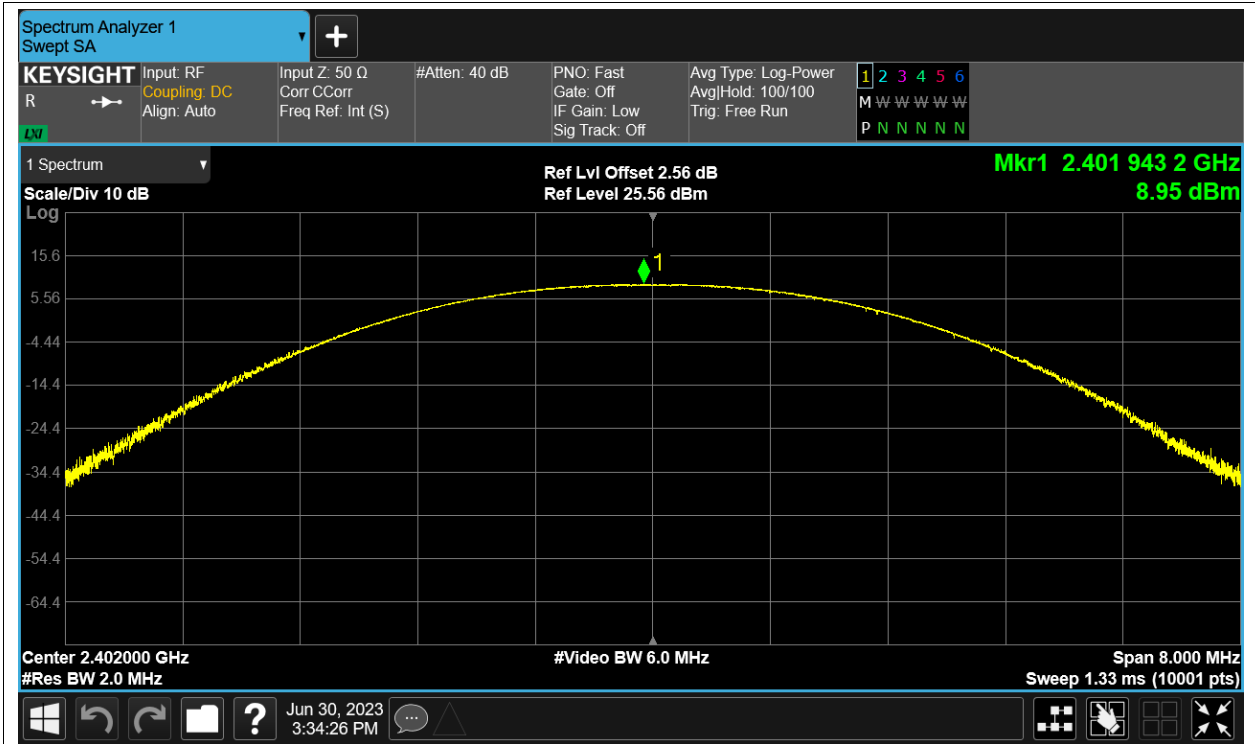 Spectrum Analyzer 1
Swept SA
KEYSIGHT
R
LXI
Input: RF
Coupling: DC
Align: Auto
Input Z: 50 Ω
Corr CCorr
Freq Ref: Int (S)
#Atten: 40 dB
PNO: Fast
Gate: Off
IF Gain: Low
Sig Track: Off
Avg Type: Log-Power
Avg|Hold: 100/100
Trig: Free Run
1 2 3 4 5 6
M W W W W W
P N N N N N
1 Spectrum
Scale/Div 10 dB
Log
Ref Lvl Offset 2.56 dB
Ref Level 25.56 dBm
Mkr1 2.401 943 2 GHz
8.95 dBm
1
15.6
5.56
-4.44
-14.4
-24.4
-34.4
-44.4
-54.4
-64.4
Center 2.402000 GHz
#Res BW 2.0 MHz
#Video BW 6.0 MHz
Span 8.000 MHz
Sweep 1.33 ms (10001 pts)
?
Jun 30, 2023
3:34:26 PM